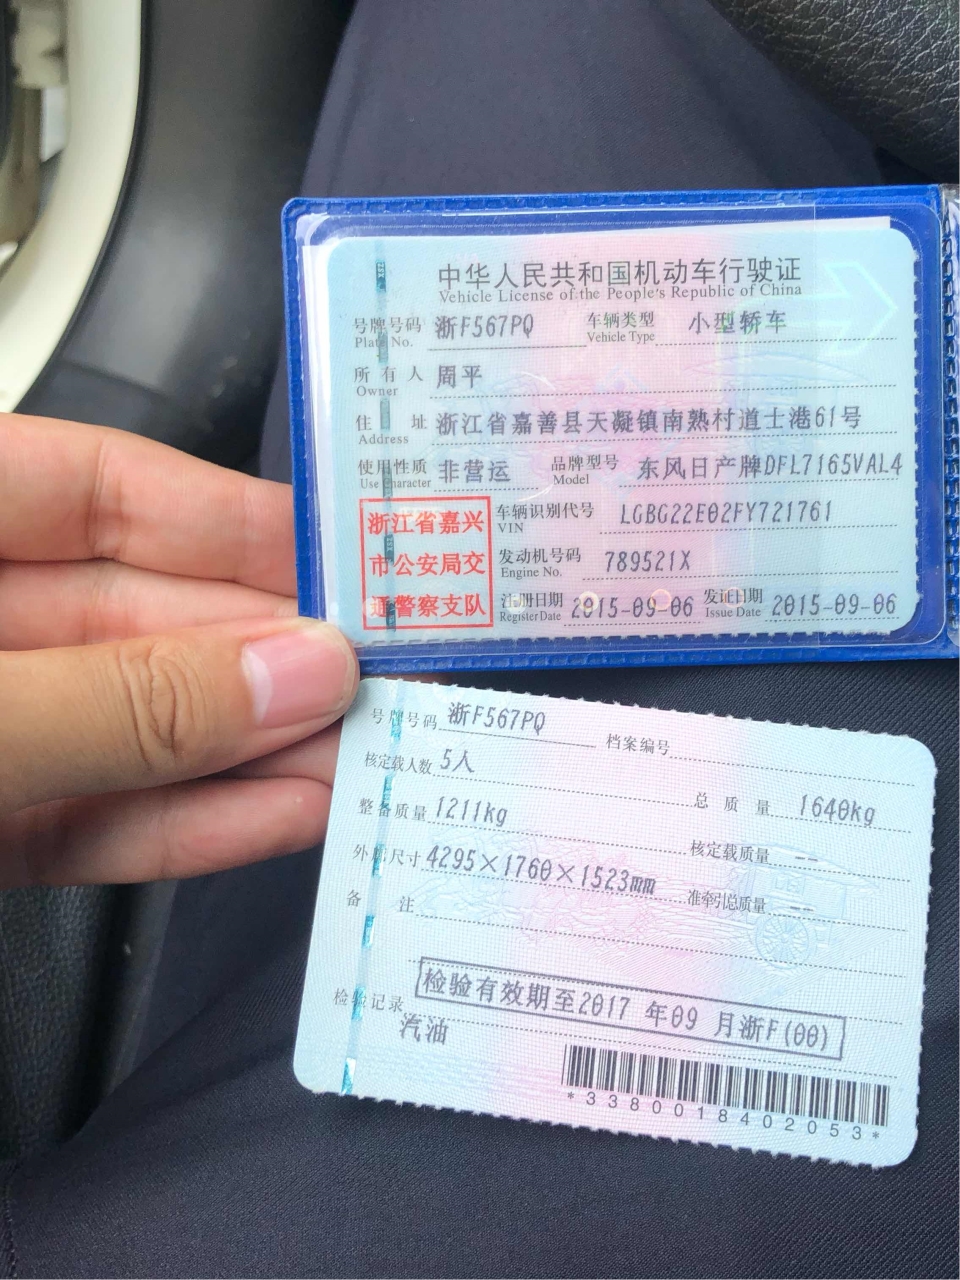 中华人民共和国机动车行驶证
Vehicle License of the People's Republic of China
号牌号码 浙F567PQ 车辆类型 小型轿车
Plate No. Vehicle Type
所有人 周平
Owner
住址 浙江省嘉善县天凝镇南熟村道士港61号
Address
使用性质 非营运 品牌型号 东风日产牌DFL7165VAL4
Use Character Model
浙江省嘉兴
市公安局交
通警察支队
车辆识别代号 LGBG22E02FY721761
VIN
发动机号码 789521X
Engine No.
注册日期 2015-09-06 发证日期 2015-09-06
Register Date Issue Date
号牌号码 浙F567PQ 档案编号
核定载人数 5人 总质量 1640kg
整备质量 1211kg 核定载质量 --
外廓尺寸 4295×1760×1523mm 准牵引总质量 --
备注
检验记录 检验有效期至2017年09月浙F(00)
汽油
*3380018402053*